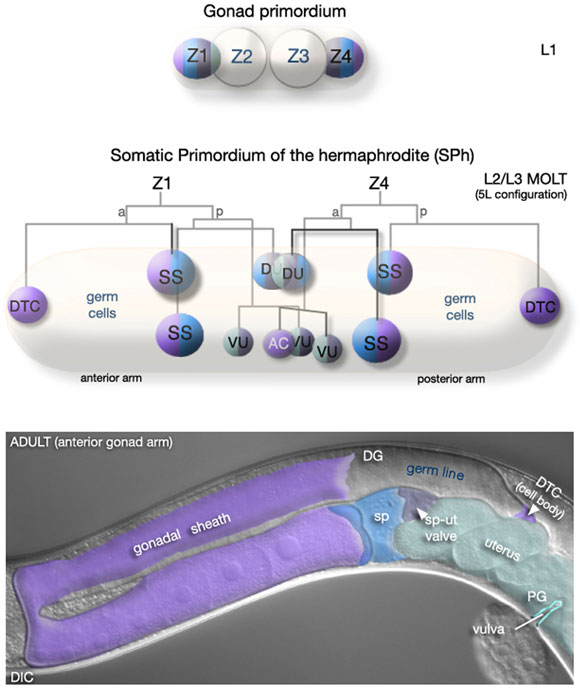 Gonad primordium
Z1 Z2 Z3 Z4
L1
Somatic Primordium of the hermaphrodite (SPh)
Z1
Z4
L2/L3 MOLT
(5L configuration)
a
p
a
p
DTC
germ
cells
SS
DU
DU
SS
germ
cells
DTC
SS
VU
AC
VU
VU
SS
anterior arm
posterior arm
ADULT (anterior gonad arm)
DG
germ line
DTC
(cell body)
gonadal sheath
sp
sp-ut
valve
uterus
PG
vulva
DIC